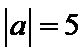 |a| = 5